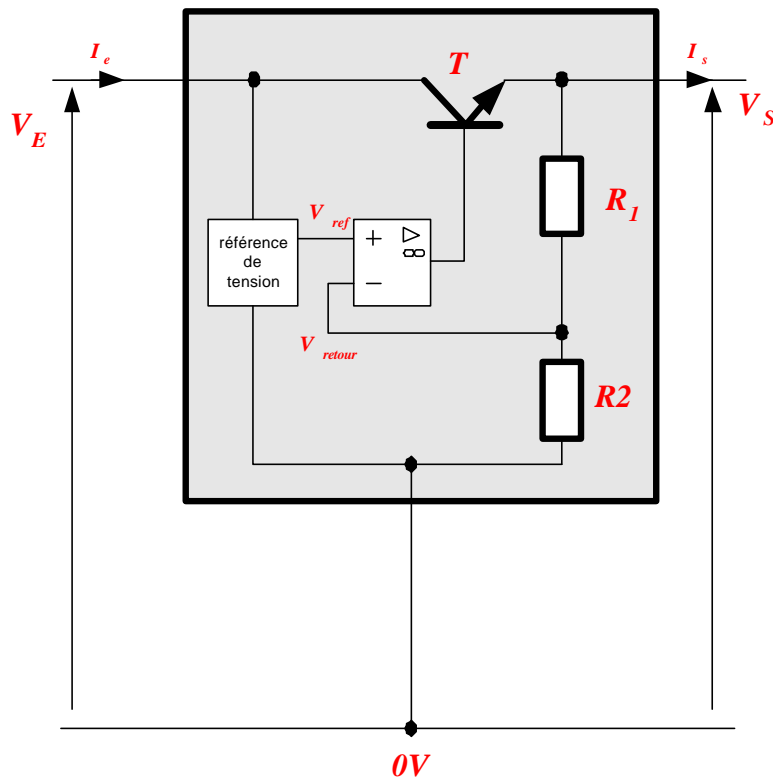 I e
T
I s
V E
V S
R 1
V ref
+
▷
∞
référence
de
tension
−
V retour
R2
0V